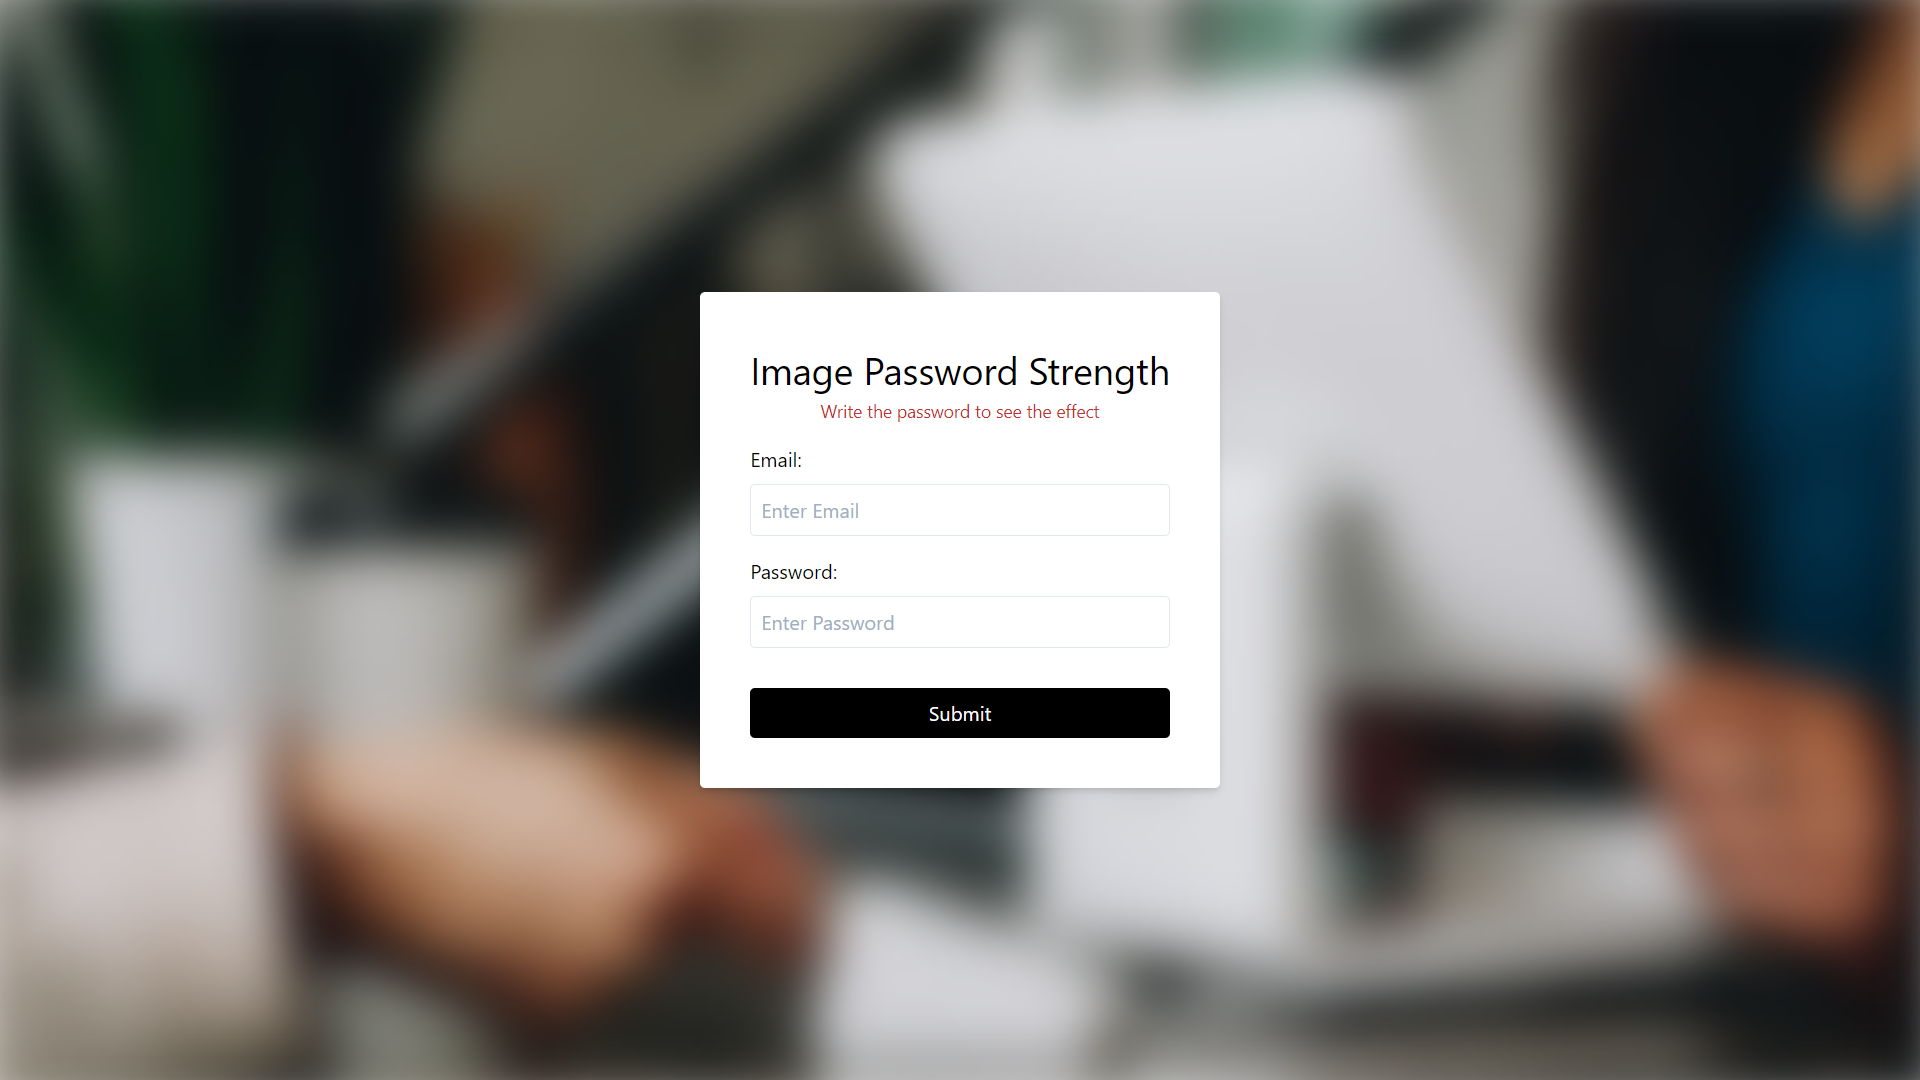 Image Password Strength
Write the password to see the effect
Email:
Enter Email
Password:
Enter Password
Submit